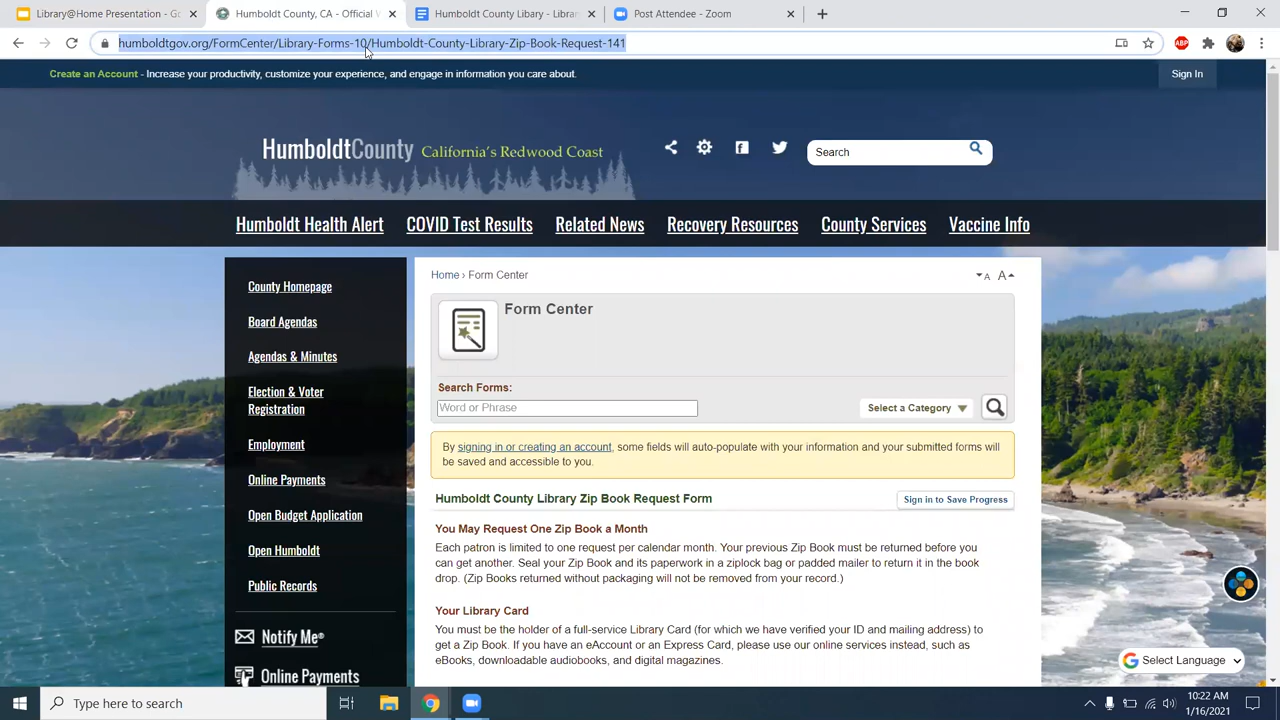 Library@Home Presentation - Go
Humboldt County, CA - Official W
Humboldt County Libary - Librar
Post Attendee - Zoom
humboldtgov.org/FormCenter/Library-Forms-10/Humboldt-County-Library-Zip-Book-Request-141
ABP
Create an Account - Increase your productivity, customize your experience, and engage in information you care about.
Sign In
HumboldtCounty California's Redwood Coast
Search
Humboldt Health Alert COVID Test Results Related News Recovery Resources County Services Vaccine Info
County Homepage
Board Agendas
Agendas & Minutes
Election & Voter
Registration
Employment
Online Payments
Open Budget Application
Open Humboldt
Public Records
Notify Me®
Online Payments
Home › Form Center
A A
Form Center
Search Forms:
Word or Phrase
Select a Category
By signing in or creating an account, some fields will auto-populate with your information and your submitted forms will
be saved and accessible to you.
Humboldt County Library Zip Book Request Form
Sign in to Save Progress
You May Request One Zip Book a Month
Each patron is limited to one request per calendar month. Your previous Zip Book must be returned before you
can get another. Seal your Zip Book and its paperwork in a ziplock bag or padded mailer to return it in the book
drop. (Zip Books returned without packaging will not be removed from your record.)
Your Library Card
You must be the holder of a full-service Library Card (for which we have verified your ID and mailing address) to
get a Zip Book. If you have an eAccount or an Express Card, please use our online services instead, such as
eBooks, downloadable audiobooks, and digital magazines.
G Select Language
Type here to search
10:22 AM
1/16/2021